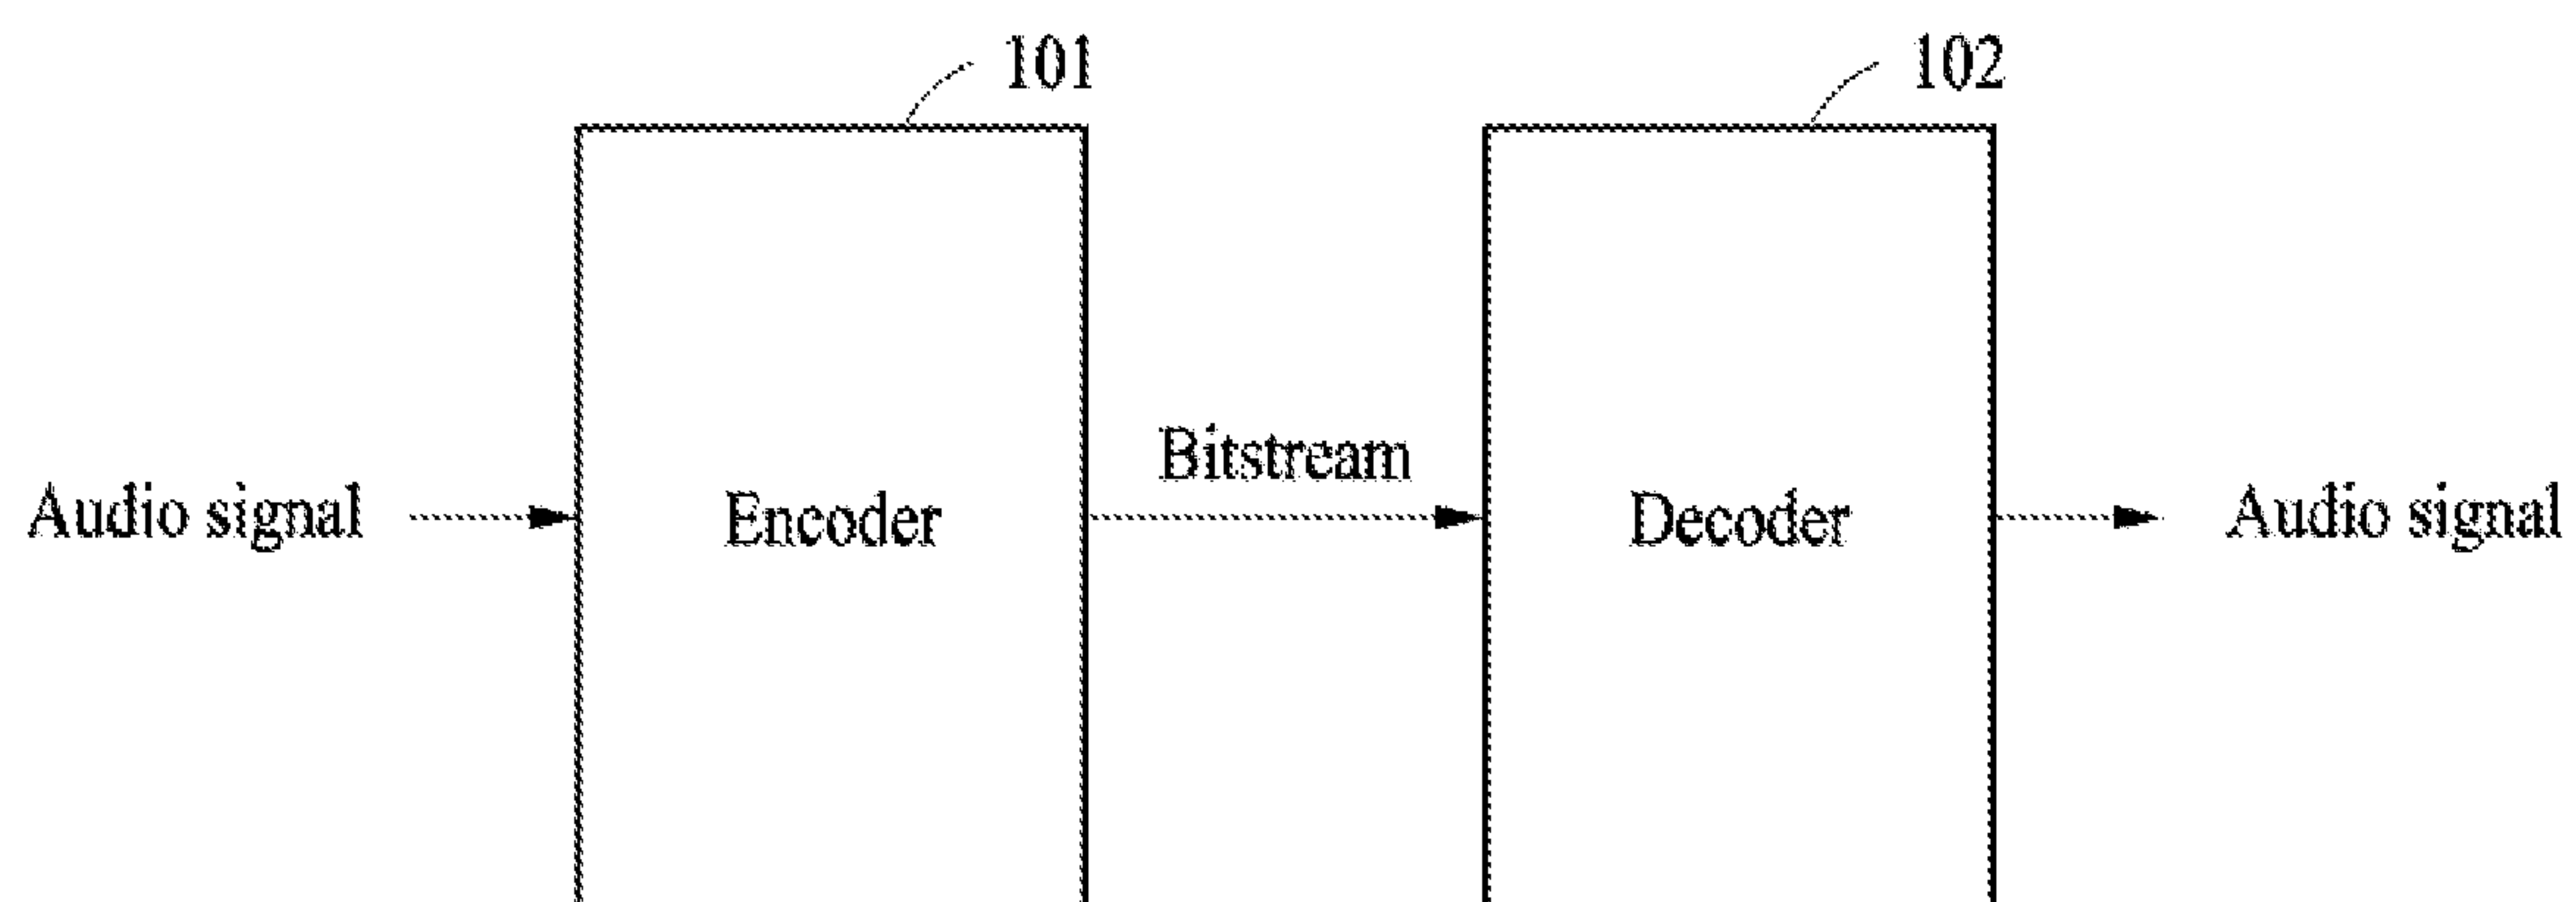 101
102
Bitstream
Audio signal
Encoder
Decoder
Audio signal